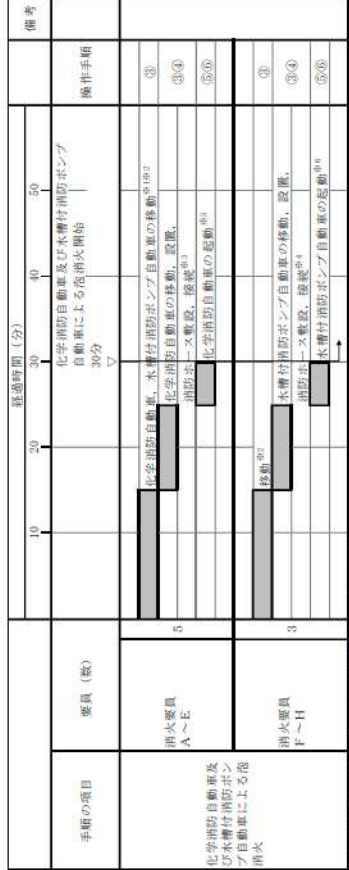 経過時間（分）
備考
10
20
30
40
50
手順の項目
要員（数）
化学消防自動車及び水槽付消防ポンプ
自動車による泡消火開始
30分
▽
操作手順
化学消防自動車及
び水槽付消防ポン
プ自動車による泡
消火
消火要員
A～E
5
化学消防自動車，水槽付消防ポンプ自動車の移動※1※2
③
化学消防自動車の移動，設置，
消防ホース敷設，接続※3
③④
化学消防自動車の起動※5
⑤⑥
消火要員
F～H
3
移動※2
③
水槽付消防ポンプ自動車の移動，設置，
消防ホース敷設，接続※4
③④
水槽付消防ポンプ自動車の起動※6
⑤⑥